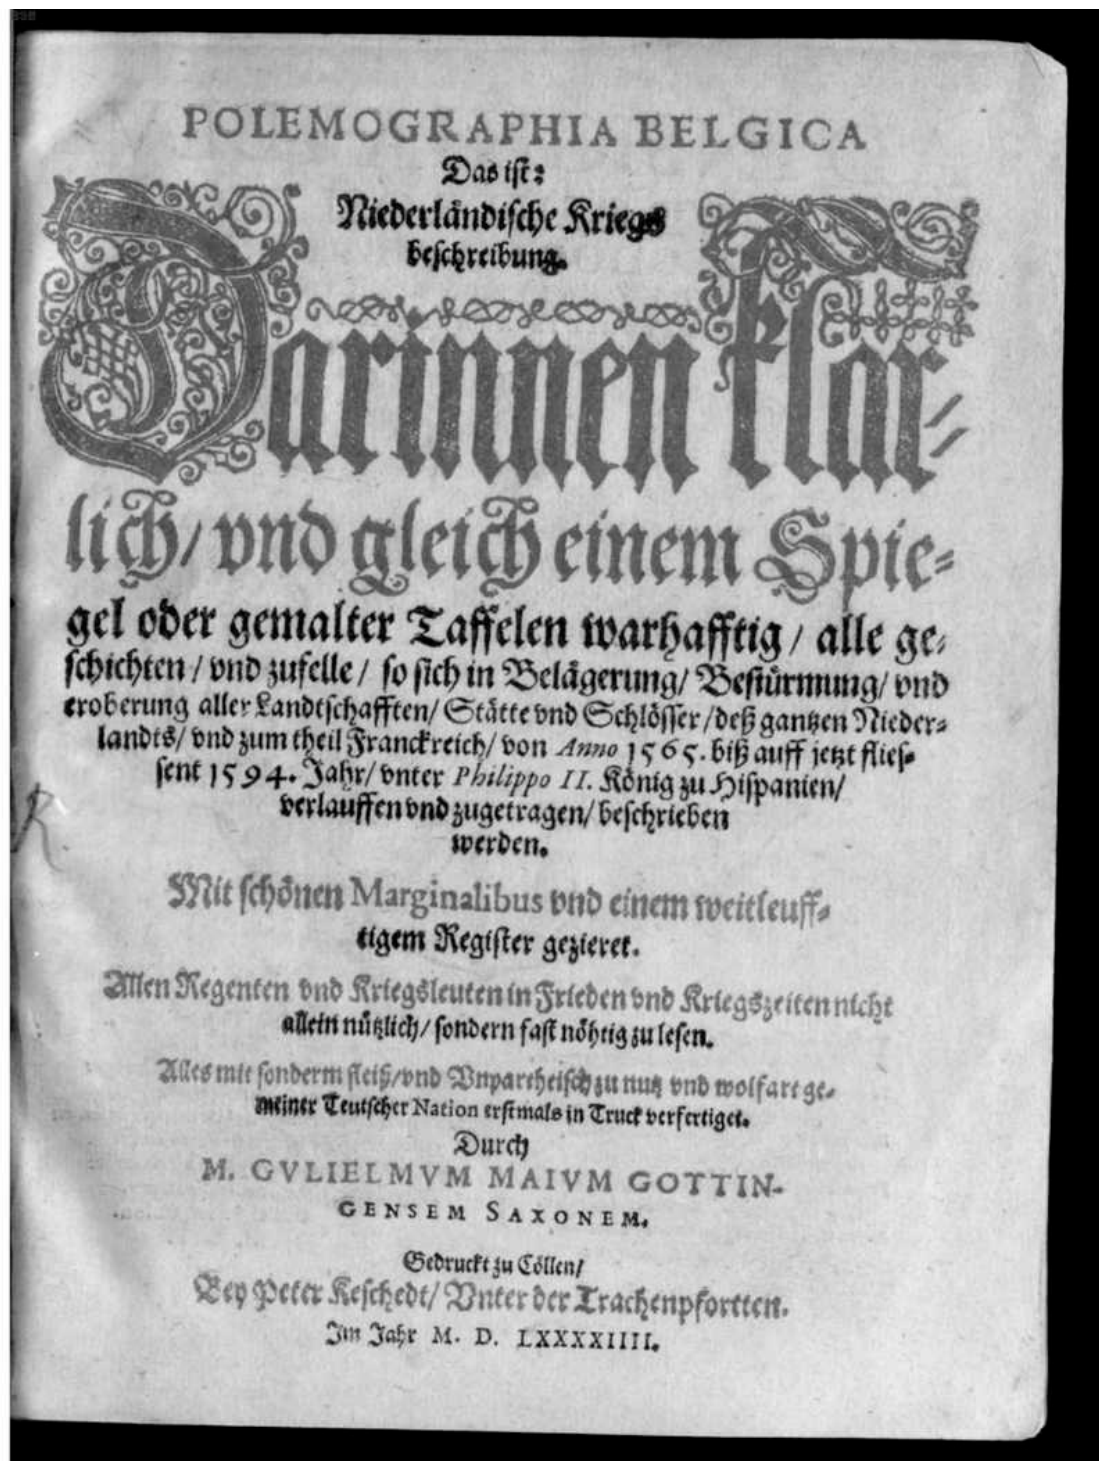 POLEMOGRAPHIA BELGICA
Das ist:
Niederländische Kriegs
beschreibung.
Darinnen klar-
lich/ vnd gleich einem Spie-
gel oder gemalter Taffelen warhafftig/ alle ge-
schichten/ vnd zufelle/ so sich in Belägerung/ Bestürmung/ vnd
eroberung aller Landtschafften/ Stätte vnd Schlösser/ deß gantzen Nieder-
landts/ vnd zum theil Franckreich/ von Anno 1565. biß auff jetzt flies-
sent 1594. Jahr/ vnter Philippo II. König zu Hispanien/
verlauffen vnd zugetragen/ beschrieben
werden.
Mit schönen Marginalibus vnd einem weitleuff-
tigem Register gezieret.
Allen Regenten vnd Kriegsleuten in Frieden vnd Kriegszeiten nicht
allein nützlich/ sondern fast nöhtig zu lesen.
Alles mit sonderm fleiß/ vnd Vnpartheisch zu nutz vnd wolfart ge-
meiner Teutscher Nation erstmals in Truck verfertiget.
Durch
M. GVLIELMVM MAIVM GOTTIN-
GENSEM SAXONEM.
Gedruckt zu Cöllen/
Bey Peter Keschedt/ Vnter der Trachenpfortten.
Im Jahr M. D. LXXXXIIII.